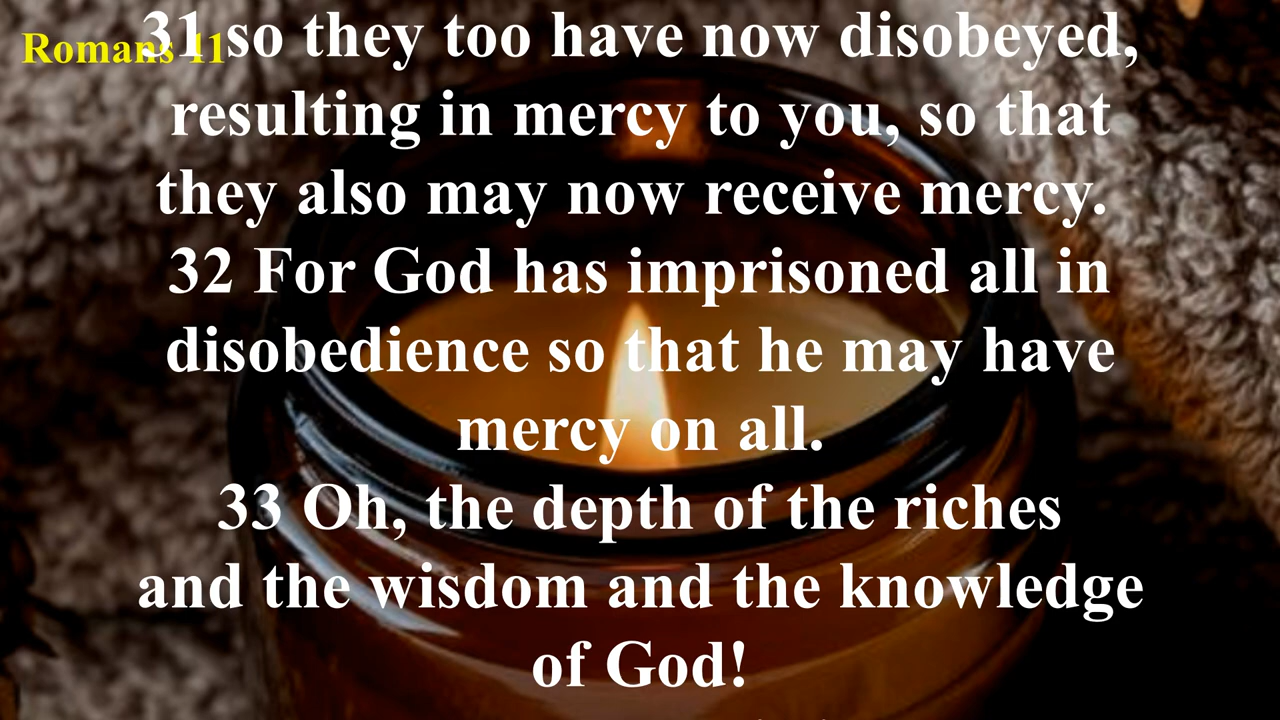 Romans 11
31 so they too have now disobeyed,
resulting in mercy to you, so that
they also may now receive mercy.
32 For God has imprisoned all in
disobedience so that he may have
mercy on all.
33 Oh, the depth of the riches
and the wisdom and the knowledge
of God!